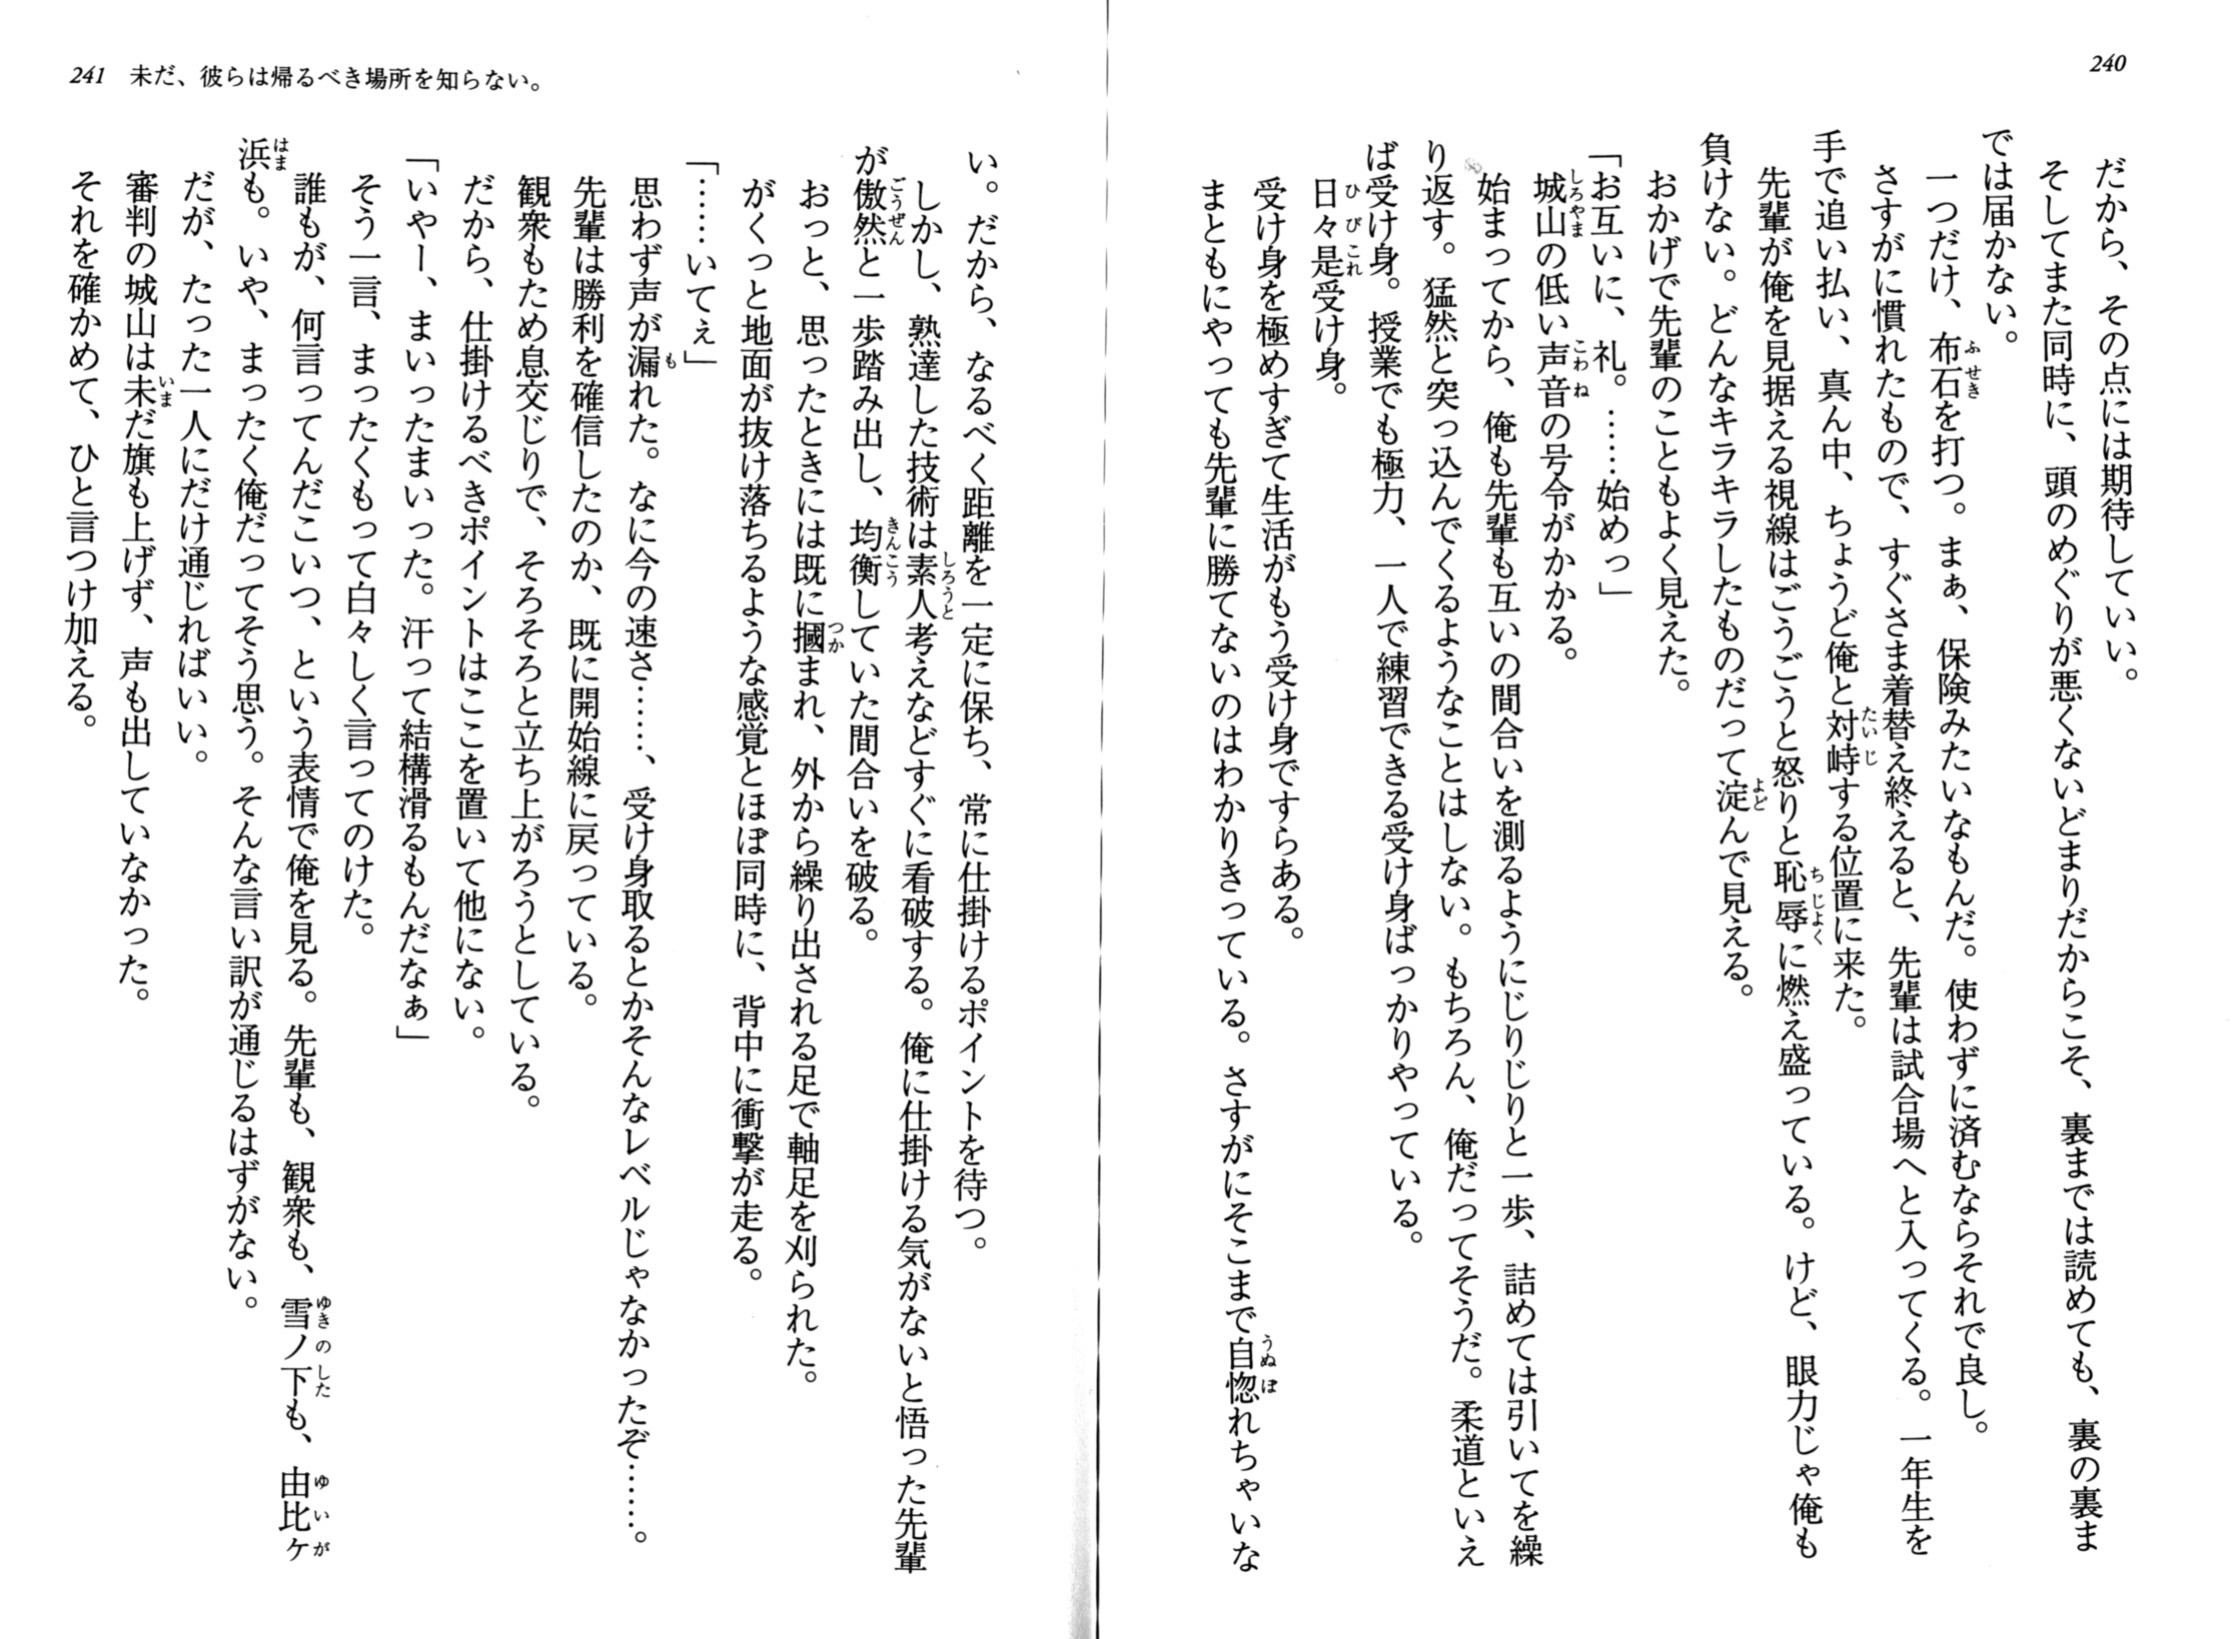 240
だから、その点には期待していい。
そしてまた同時に、頭のめぐりが悪くないどまりだからこそ、裏までは読めても、裏の裏ま
では届かない。
一つだけ、布石を打つ。まぁ、保険みたいなもんだ。使わずに済むならそれで良し。
さすがに慣れたもので、すぐさま着替え終えると、先輩は試合場へと入ってくる。一年生を
手で追い払い、真ん中、ちょうど俺と対峙する位置に来た。
先輩が俺を見据える視線はごうごうと怒りと恥辱に燃え盛っている。けど、眼力じゃ俺も
負けない。どんなキラキラしたものだって淀んで見える。
おかげで先輩のこともよく見えた。
「お互いに、礼。……始めっ」
城山の低い声音の号令がかかる。
始まってから、俺も先輩も互いの間合いを測るようにじりじりと一歩、詰めては引いてを繰
り返す。猛然と突っ込んでくるようなことはしない。もちろん、俺だってそうだ。柔道といえ
ば受け身。授業でも極力、一人で練習できる受け身ばっかりやっている。
日々是受け身。
受け身を極めすぎて生活がもう受け身ですらある。
まともにやっても先輩に勝てないのはわかりきっている。さすがにそこまで自惚れちゃいな
241 未だ、彼らは帰るべき場所を知らない。
い。だから、なるべく距離を一定に保ち、常に仕掛けるポイントを待つ。
しかし、熟達した技術は素人考えなどすぐに看破する。俺に仕掛ける気がないと悟った先輩
が傲然と一歩踏み出し、均衡していた間合いを破る。
おっと、思ったときには既に摑まれ、外から繰り出される足で軸足を刈られた。
がくっと地面が抜け落ちるような感覚とほぼ同時に、背中に衝撃が走る。
「……いてぇ」
思わず声が漏れた。なに今の速さ……、受け身取るとかそんなレベルじゃなかったぞ……。
先輩は勝利を確信したのか、既に開始線に戻っている。
観衆もため息交じりで、そろそろと立ち上がろうとしている。
だから、仕掛けるべきポイントはここを置いて他にない。
「いやー、まいったまいった。汗って結構滑るもんだなぁ」
そう一言、まったくもって白々しく言ってのけた。
誰もが、何言ってんだこいつ、という表情で俺を見る。先輩も、観衆も、雪ノ下も、由比ヶ
浜も。いや、まったく俺だってそう思う。そんな言い訳が通じるはずがない。
だが、たった一人にだけ通じればいい。
審判の城山は未だ旗も上げず、声も出していなかった。
それを確かめて、ひと言つけ加える。